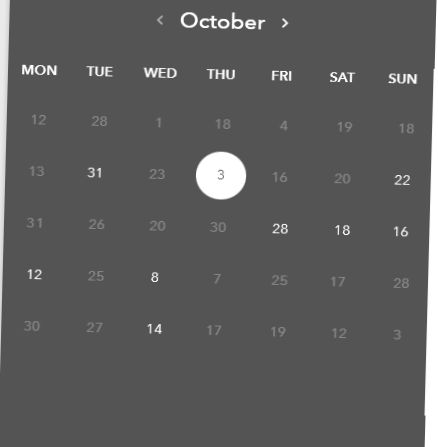 ‹ October ›
MON TUE WED THU FRI SAT SUN
12 28 1 18 4 19 18
13 31 23 3 16 20 22
31 26 20 30 28 18 16
12 25 8 7 25 17 28
30 27 14 17 19 12 3